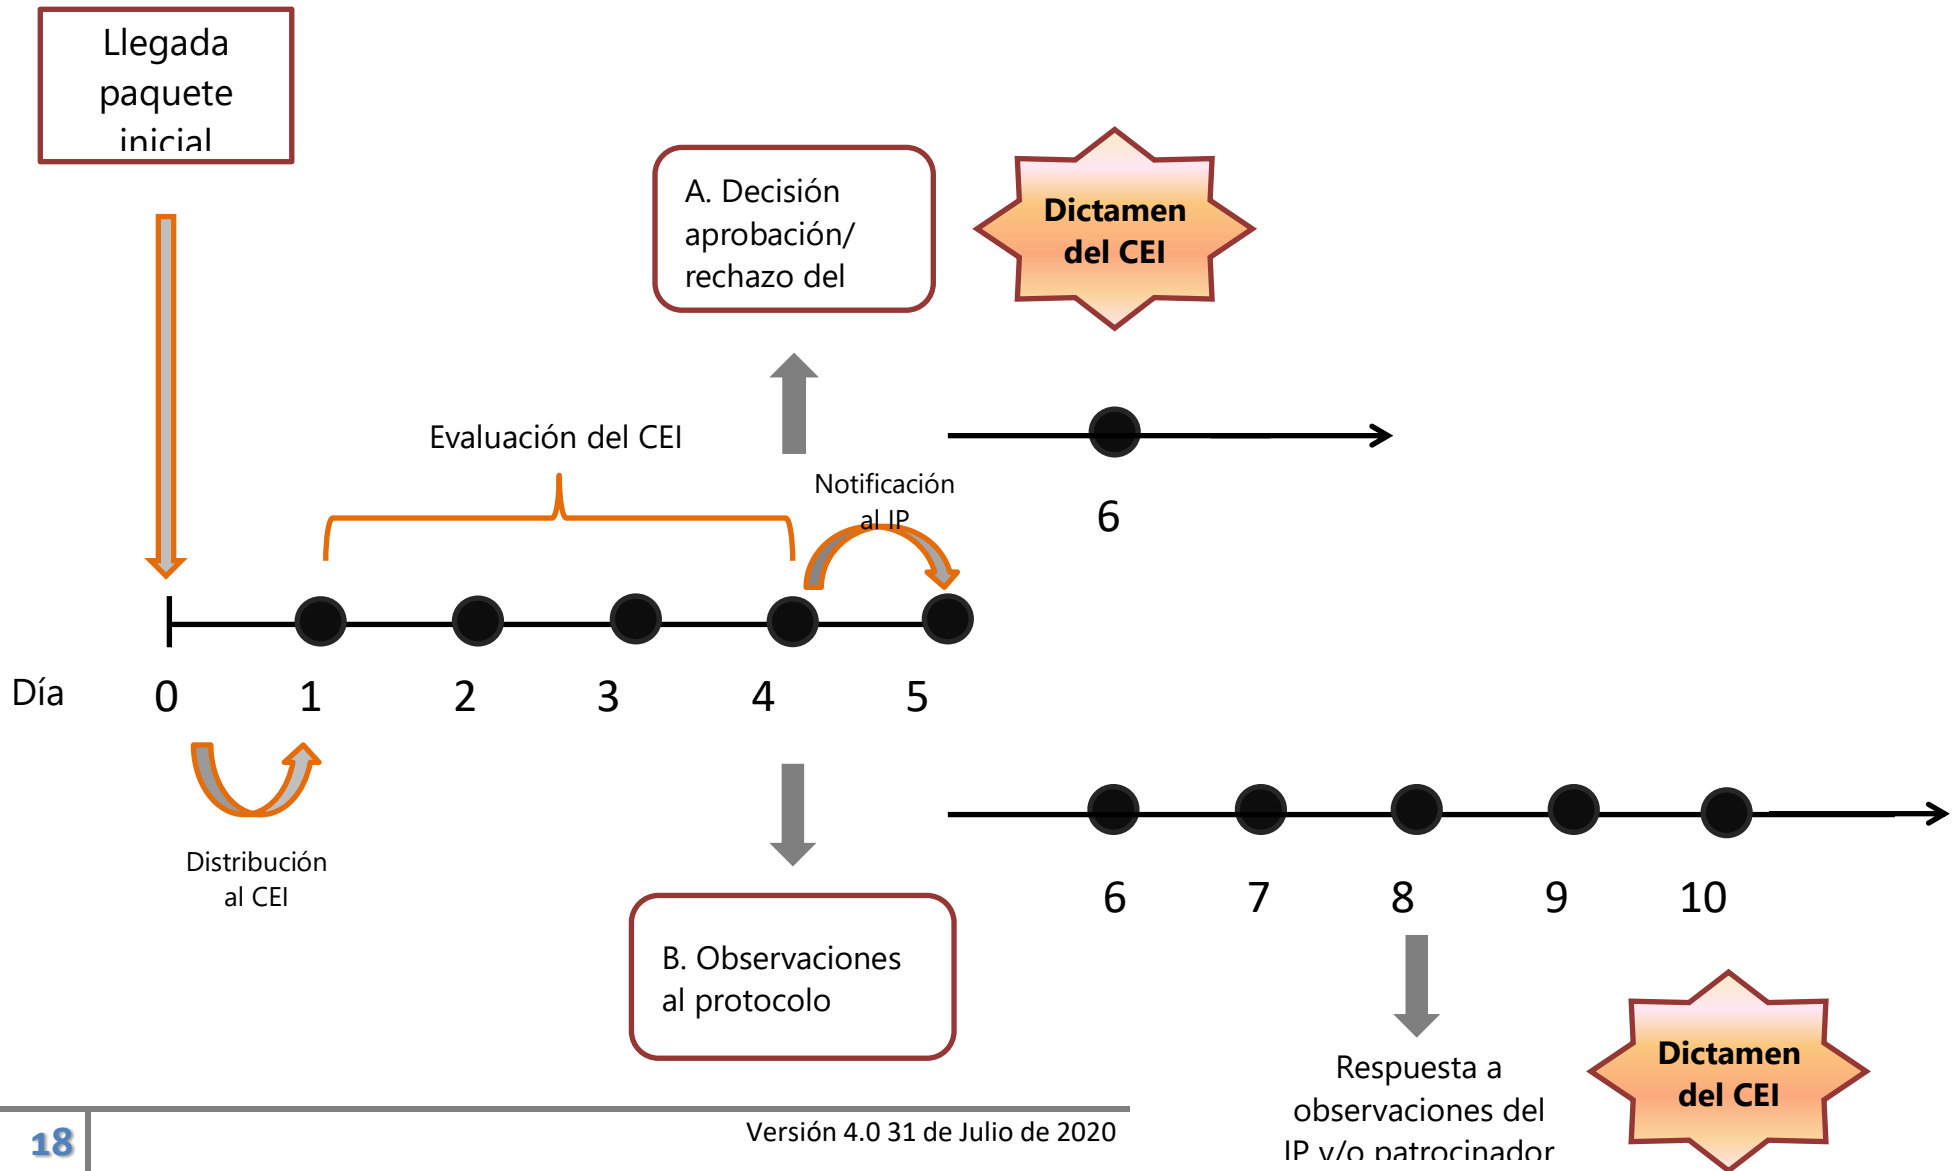 Llegada
paquete
inicial
A. Decisión
aprobación/
rechazo del
Dictamen
del CEI
Evaluación del CEI
Notificación
al IP
6
Día 0 1 2 3 4 5
Distribución
al CEI
6 7 8 9 10
B. Observaciones
al protocolo
Respuesta a
observaciones del
IP y/o patrocinador
Dictamen
del CEI
Versión 4.0 31 de Julio de 2020
18